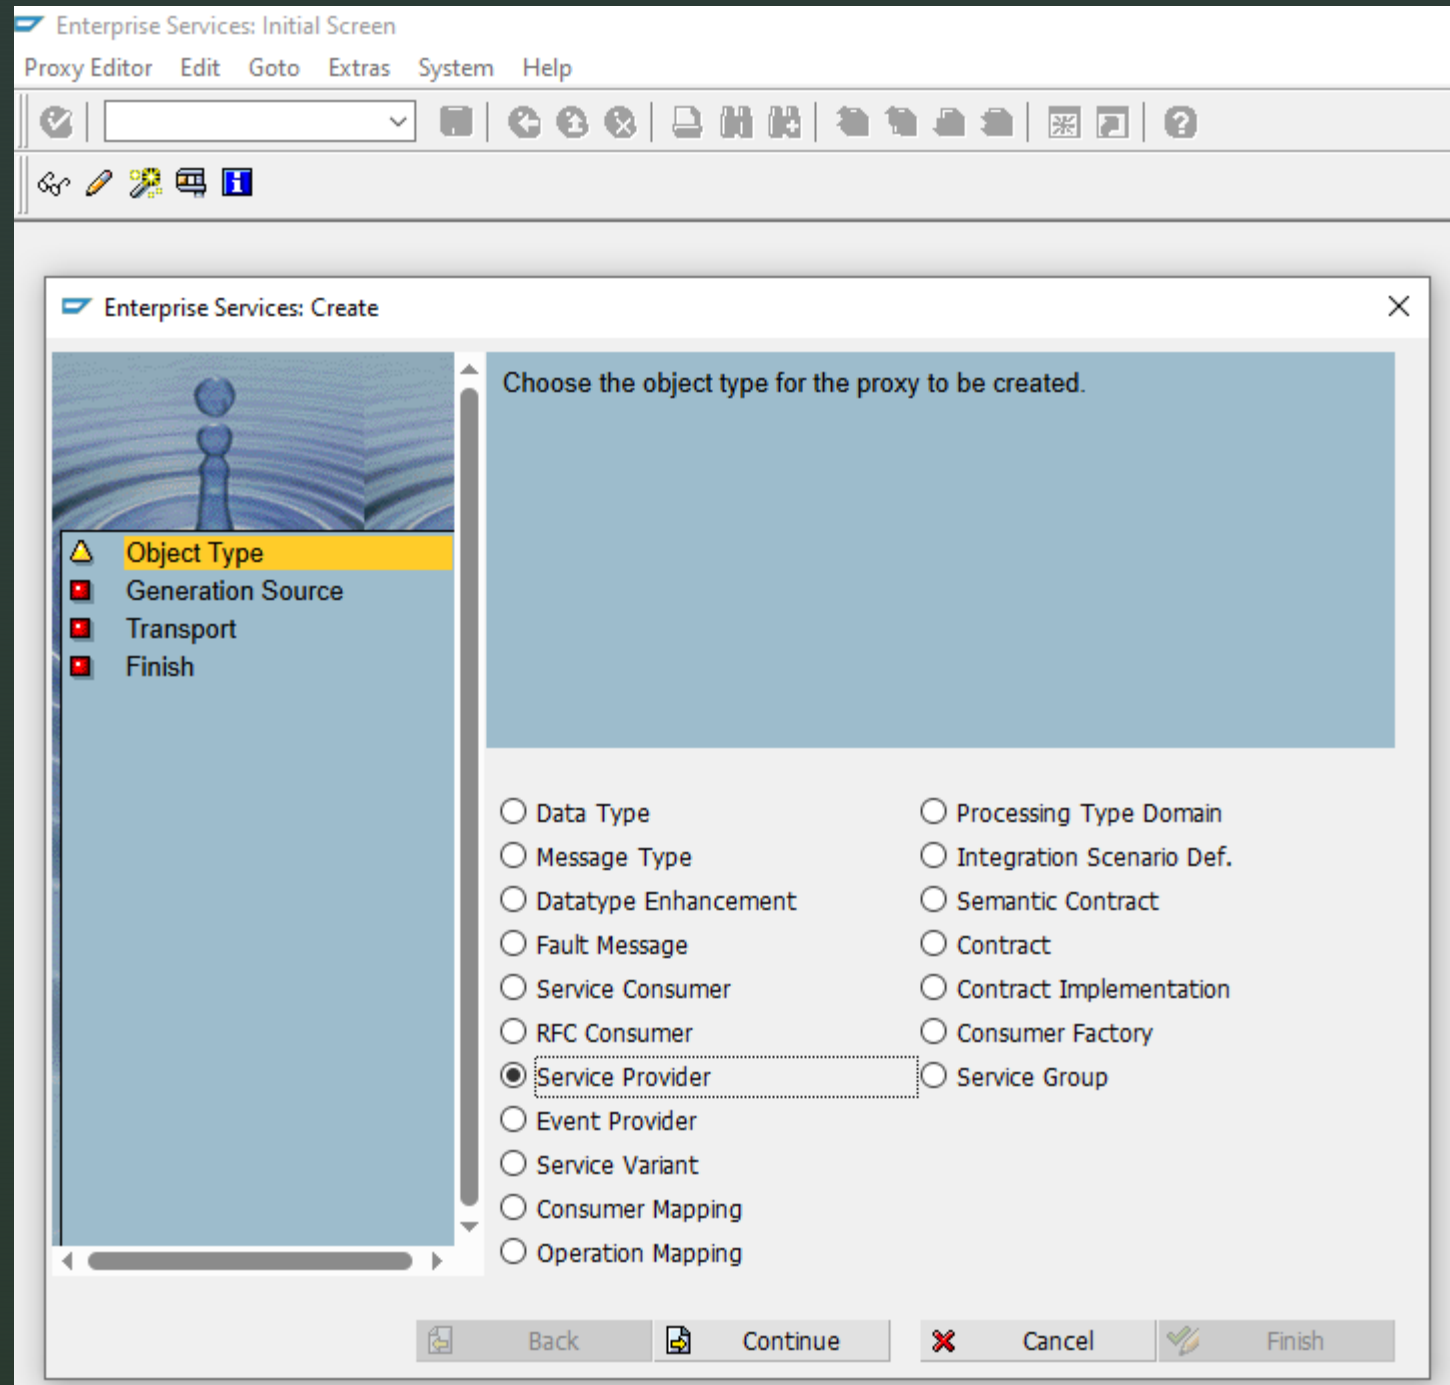 Enterprise Services: Initial Screen
Proxy Editor Edit Goto Extras System Help
Enterprise Services: Create
Choose the object type for the proxy to be created.
Object Type
Generation Source
Transport
Finish
Data Type
Message Type
Datatype Enhancement
Fault Message
Service Consumer
RFC Consumer
Service Provider
Event Provider
Service Variant
Consumer Mapping
Operation Mapping
Processing Type Domain
Integration Scenario Def.
Semantic Contract
Contract
Contract Implementation
Consumer Factory
Service Group
Back Continue Cancel Finish